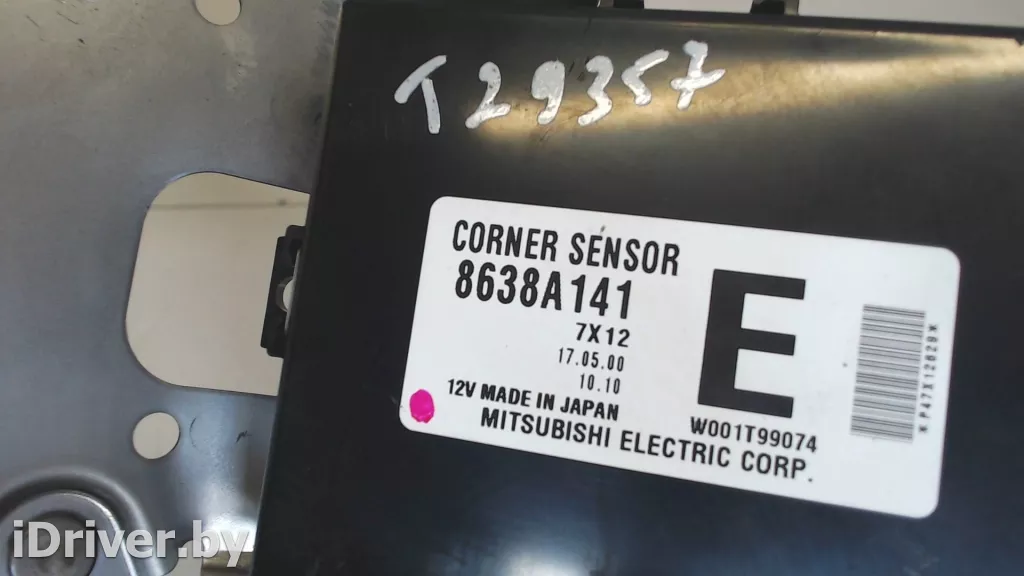 T29357
CORNER SENSOR
8638A141
7X12
17.05.00
10.10
12V MADE IN JAPAN
MITSUBISHI ELECTRIC CORP.
E
W001T99074
iDriver.by